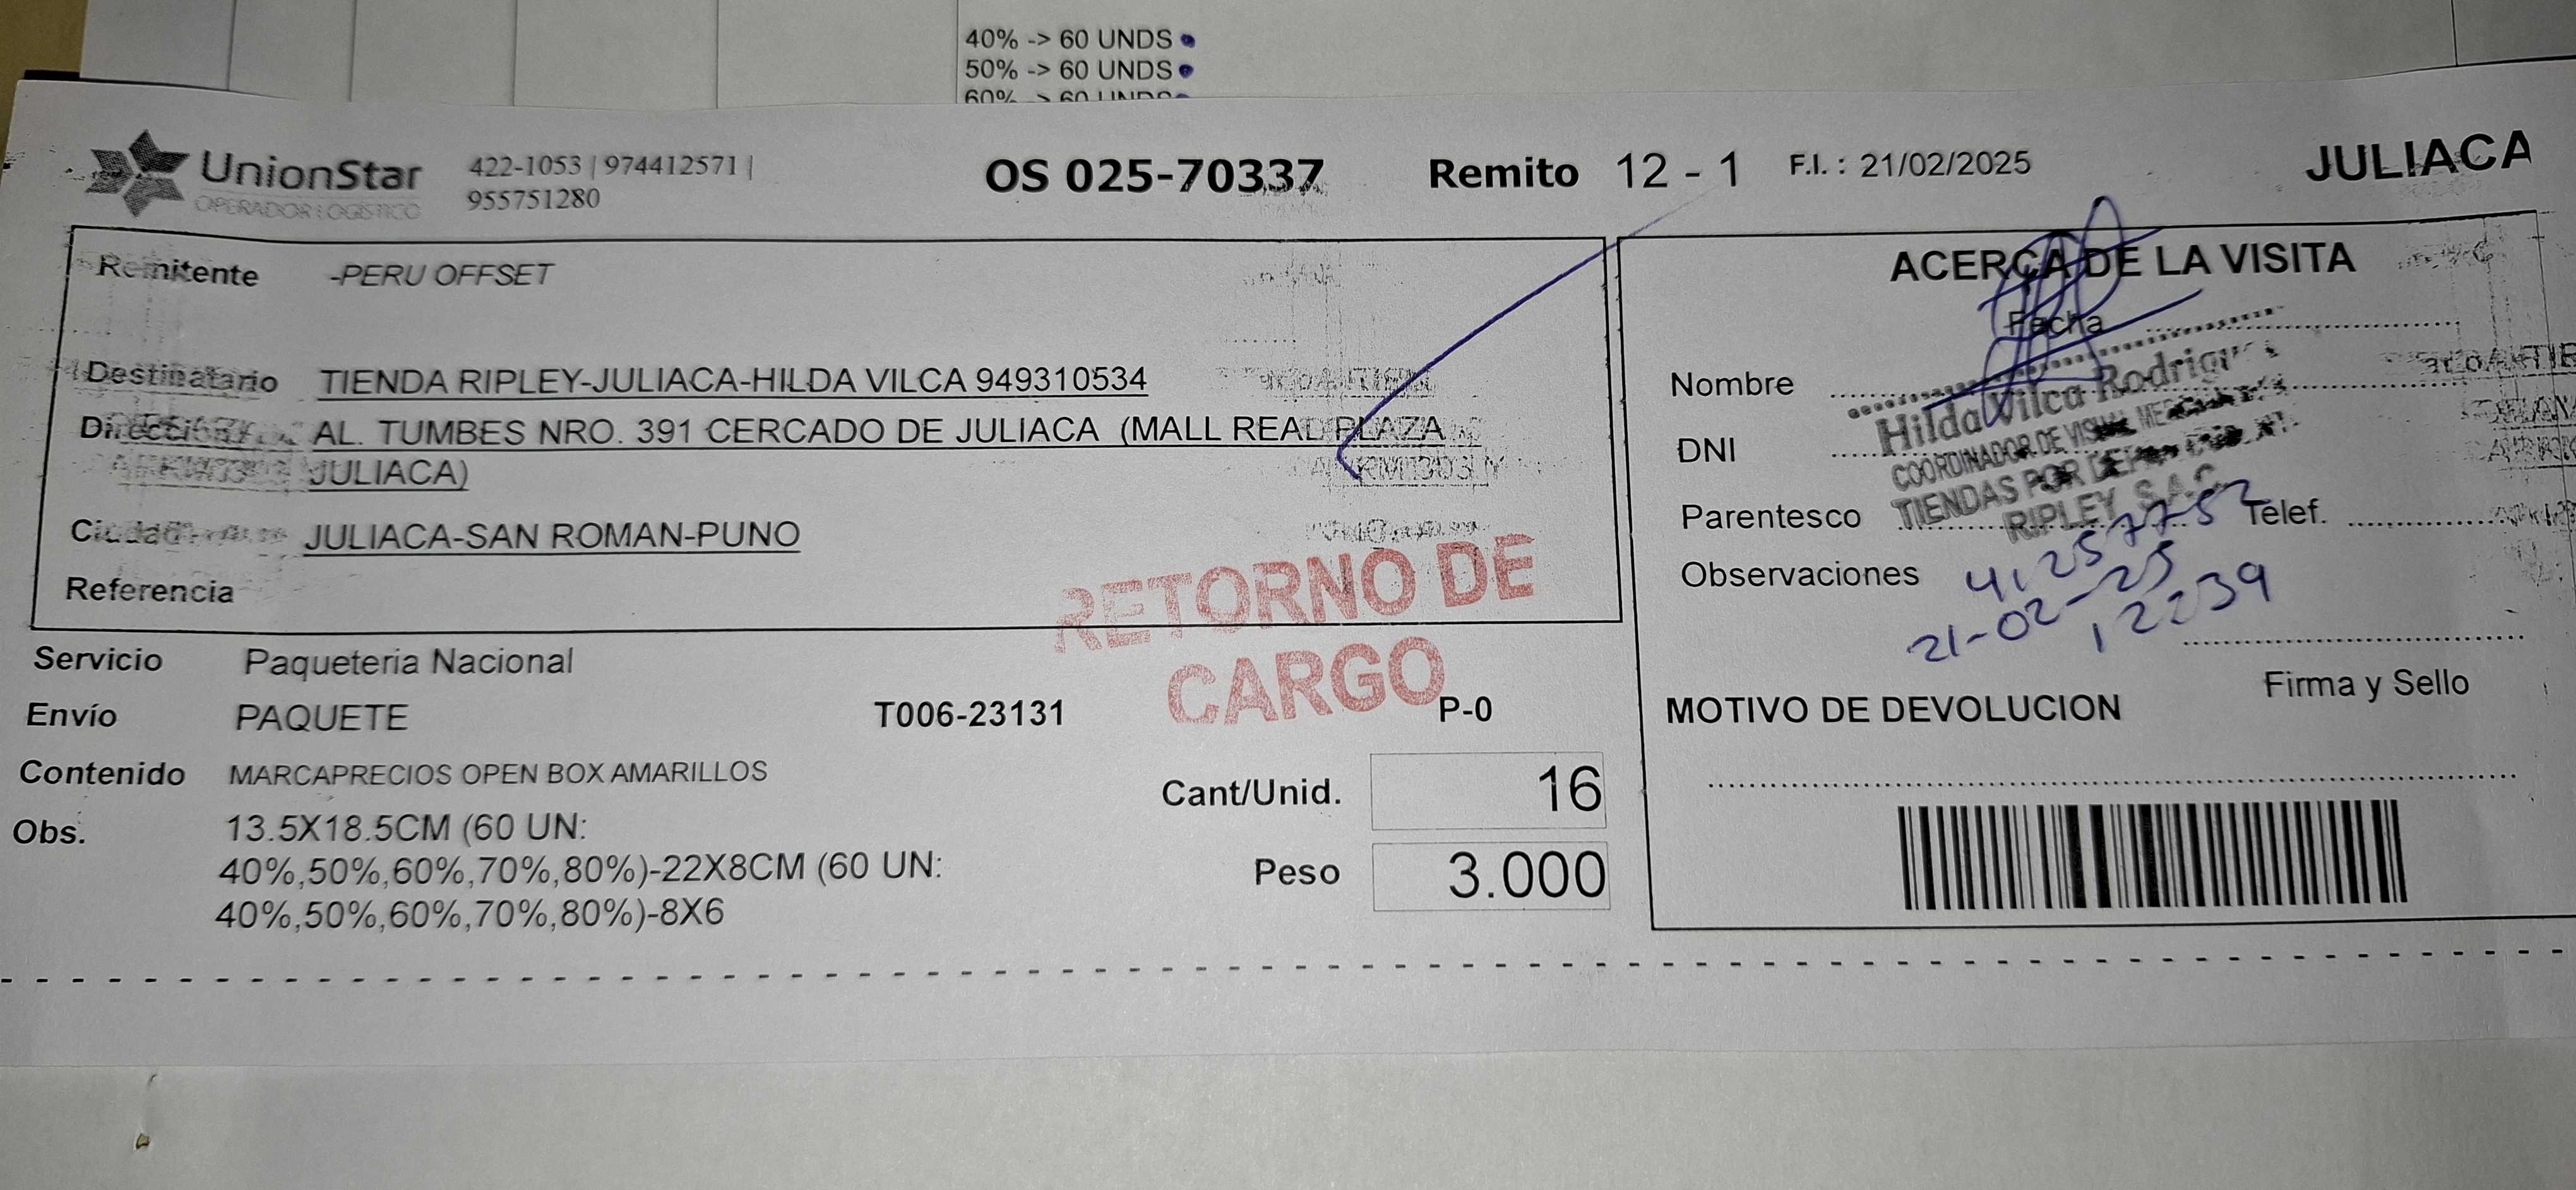 40% -> 60 UNDS
50% -> 60 UNDS
60% -> 60 UNDS
UnionStar
OPERADOR LOGISTICO
422-1053 | 974412571 |
955751280
OS 025-70337
Remito 12 - 1
F.I. : 21/02/2025
JULIACA
Remitente -PERU OFFSET
Destinatario TIENDA RIPLEY-JULIACA-HILDA VILCA 949310534
Dirección AL. TUMBES NRO. 391 CERCADO DE JULIACA (MALL REAL PLAZA
JULIACA)
Ciudad JULIACA-SAN ROMAN-PUNO
Referencia
RETORNO DE
CARGO
Servicio Paqueteria Nacional
Envío PAQUETE T006-23131 P-0
Contenido MARCAPRECIOS OPEN BOX AMARILLOS
Cant/Unid. 16
Obs. 13.5X18.5CM (60 UN:
40%,50%,60%,70%,80%)-22X8CM (60 UN:
40%,50%,60%,70%,80%)-8X6
Peso 3.000
ACERCA DE LA VISITA
Fecha
Nombre
DNI
Parentesco
Telef.
Observaciones
Hilda Vilca
COORDINADOR DE VISUAL
TIENDAS POR
RIPLEY S.A.C.
21-02-25
12:39
Firma y Sello
MOTIVO DE DEVOLUCION